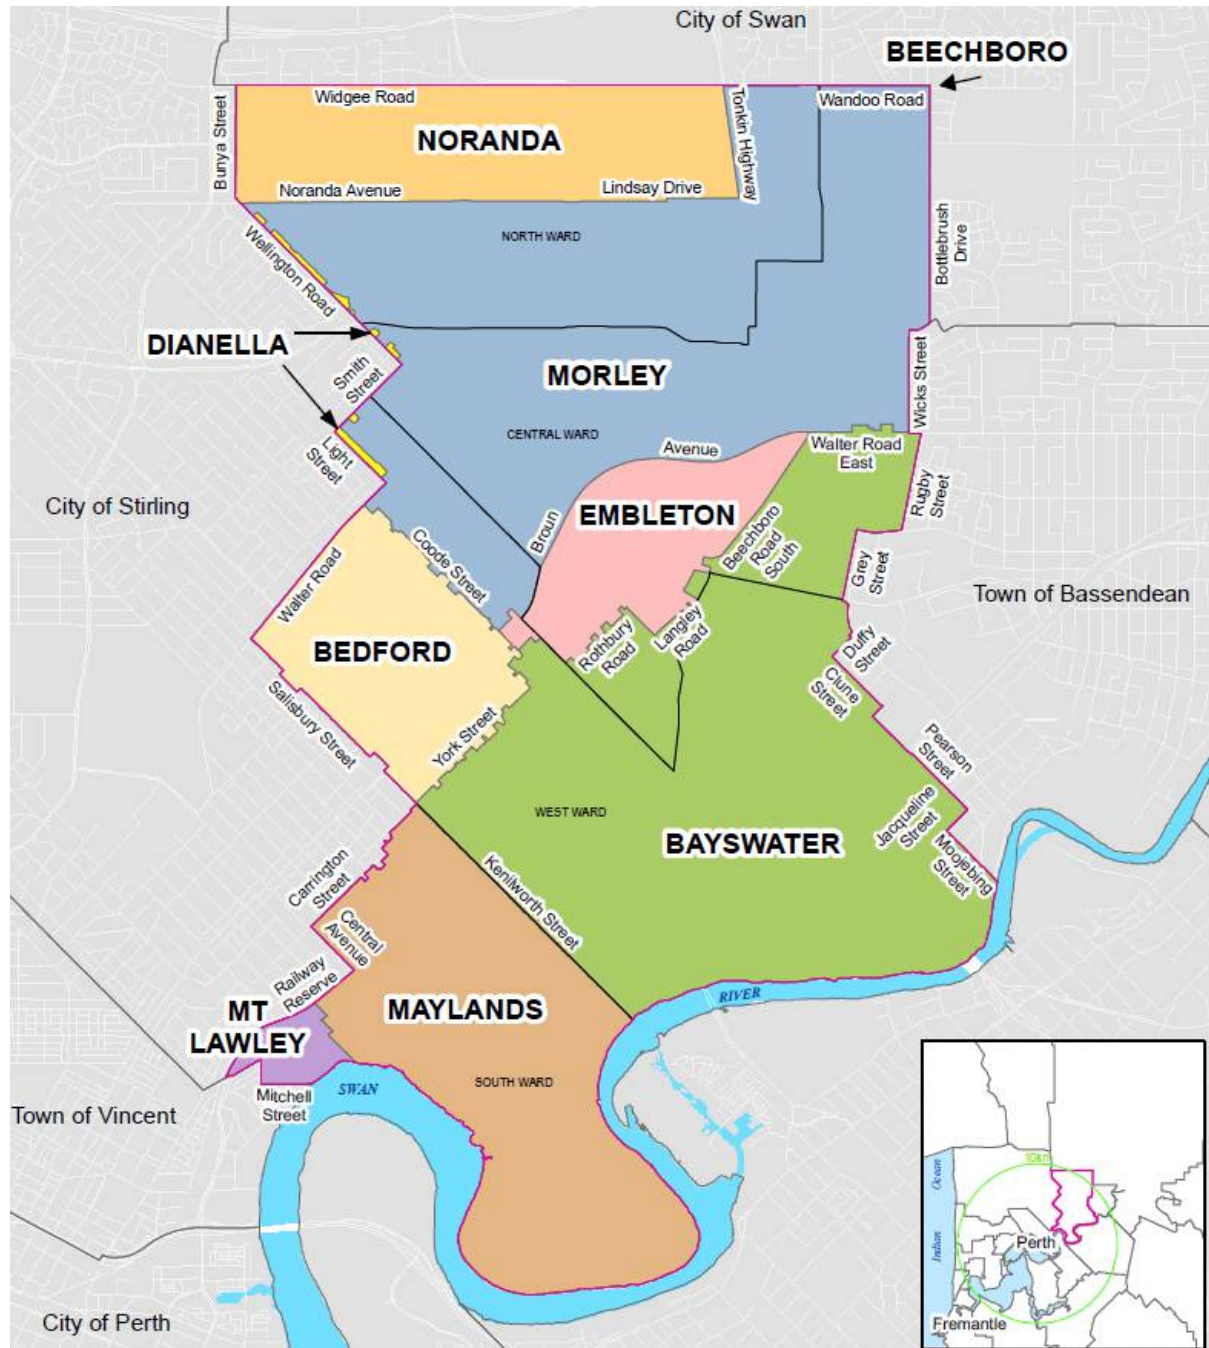 City of Swan
BEECHBORO
Widgee Road
Wandoo Road
Tonkin Highway
Bunya Street
NORANDA
Noranda Avenue
Lindsay Drive
NORTH WARD
Wellington Road
Bottlebrush
Drive
DIANELLA
Smith
Street
MORLEY
Wicks Street
CENTRAL WARD
Avenue
Walter Road
East
Light
Street
City of Stirling
Rugby
Street
EMBLETON
Broun
Beechboro
Road
South
Coode Street
Grey
Street
Walter Road
Town of Bassendean
BEDFORD
Rothbury
Road
Langley
Road
Duffy
Street
Clune
Street
Salisbury Street
York Street
Pearson
Street
WEST WARD
BAYSWATER
Jacqueline
Street
Moojebing
Street
Carrington
Street
Kenilworth Street
Central
Avenue
Railway
Reserve
MT
LAWLEY
MAYLANDS
RIVER
SWAN
SOUTH WARD
Mitchell
Street
Town of Vincent
City of Perth
10km
Ocean
Indian
Perth
Fremantle